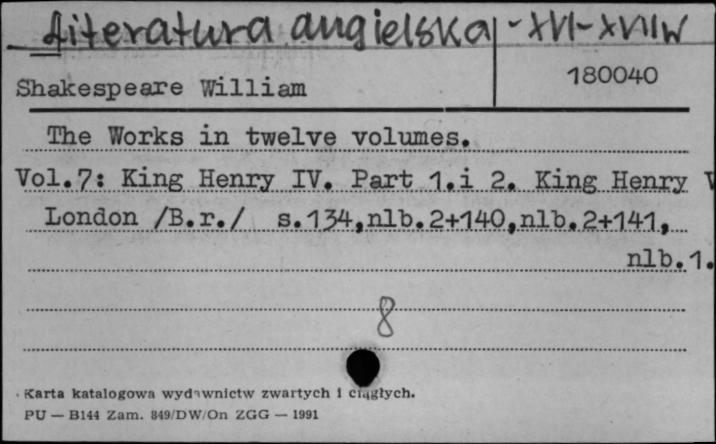 Literatura angielska - XVI-XVIIw
Shakespeare William
180040
The Works in twelve volumes.
Vol.7: King Henry IV. Part 1.i 2. King Henry V
London /B.r./ s.134,nlb.2+140,nlb.2+141,
nlb.1.
8
Karta katalogowa wydawnictw zwartych i ciągłych.
PU — B144 Zam. 849/DW/On ZGG — 1991